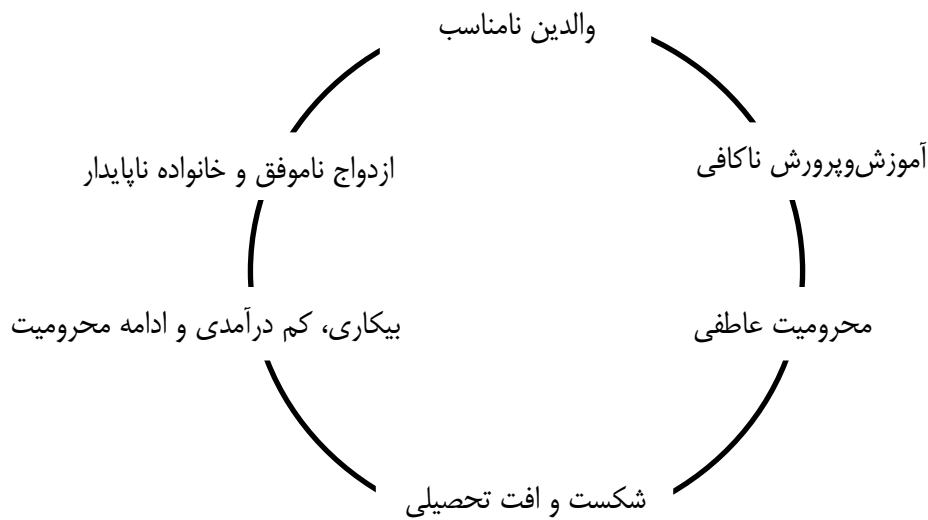 والدین نامناسب
آموزش‌وپرورش ناکافی
ازدواج ناموفق و خانواده ناپایدار
محرومیت عاطفی
بیکاری، کم درآمدی و ادامه محرومیت
شکست و افت تحصیلی